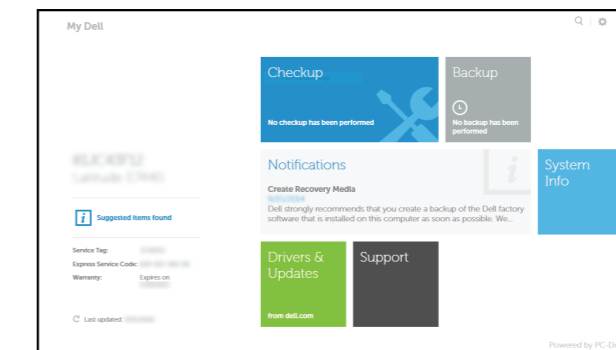 My Dell
Checkup
No checkup has been performed
Backup
No backup has been
performed
Notifications
Create Recovery Media
Dell strongly recommends that you create a backup of the Dell factory
software that is installed on this computer as soon as possible. We...
System
Info
Suggested items found
Service Tag:
Express Service Code:
Warranty: Expires on
Last updated:
Drivers &
Updates
from dell.com
Support
Powered by